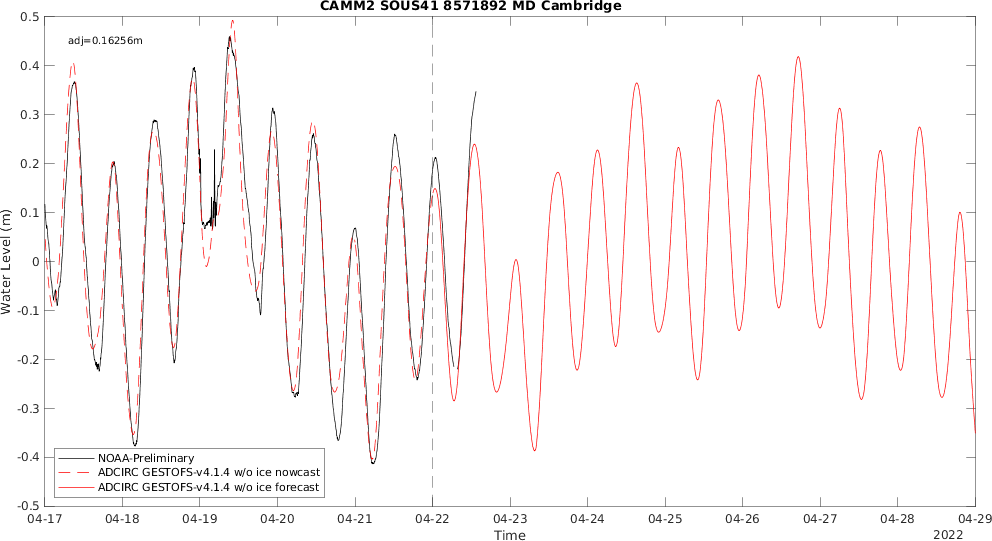 CAMM2 SOUS41 8571892 MD Cambridge
adj=0.16256m
0.5
0.4
0.3
0.2
0.1
0
-0.1
-0.2
-0.3
-0.4
-0.5
Water Level (m)
NOAA-Preliminary
ADCIRC GESTOFS-v4.1.4 w/o ice nowcast
ADCIRC GESTOFS-v4.1.4 w/o ice forecast
04-17 04-18 04-19 04-20 04-21 04-22 04-23 04-24 04-25 04-26 04-27 04-28 04-29
Time
2022